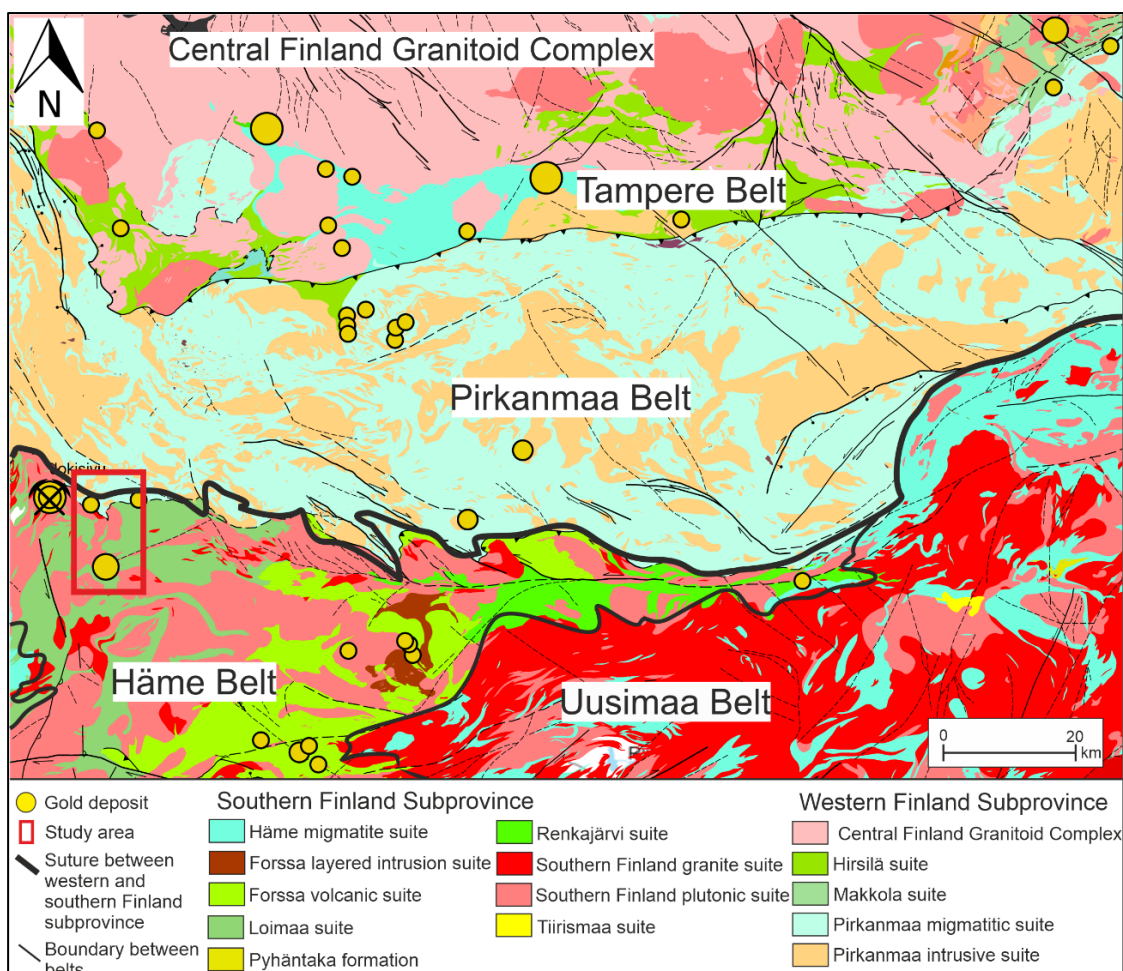 Central Finland Granitoid Complex
N
Tampere Belt
Pirkanmaa Belt
Jokisivu
Häme Belt
Uusimaa Belt
0 20
km
Gold deposit
Study area
Suture between
western and
southern Finland
subprovince
Boundary between
belts
Southern Finland Subprovince
Häme migmatite suite
Forssa layered intrusion suite
Forssa volcanic suite
Loimaa suite
Pyhäntaka formation
Renkajärvi suite
Southern Finland granite suite
Southern Finland plutonic suite
Tiirismaa suite
Western Finland Subprovince
Central Finland Granitoid Complex
Hirsilä suite
Makkola suite
Pirkanmaa migmatitic suite
Pirkanmaa intrusive suite